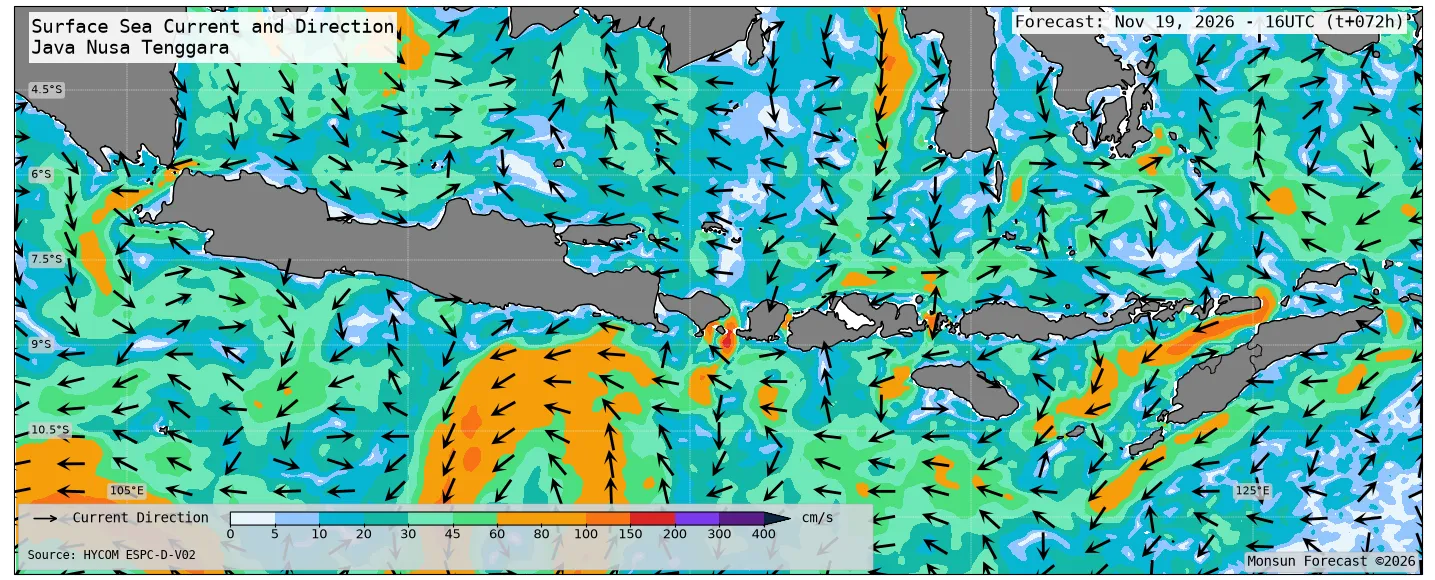 Surface Sea Current and Direction
Java Nusa Tenggara
Forecast: Nov 19, 2026 - 16UTC (t+072h)
4.5°S
6°S
7.5°S
9°S
10.5°S
105°E
125°E
Current Direction
0 5 10 20 30 45 60 80 100 150 200 300 400 cm/s
Source: HYCOM ESPC-D-V02
Monsun Forecast ©2026